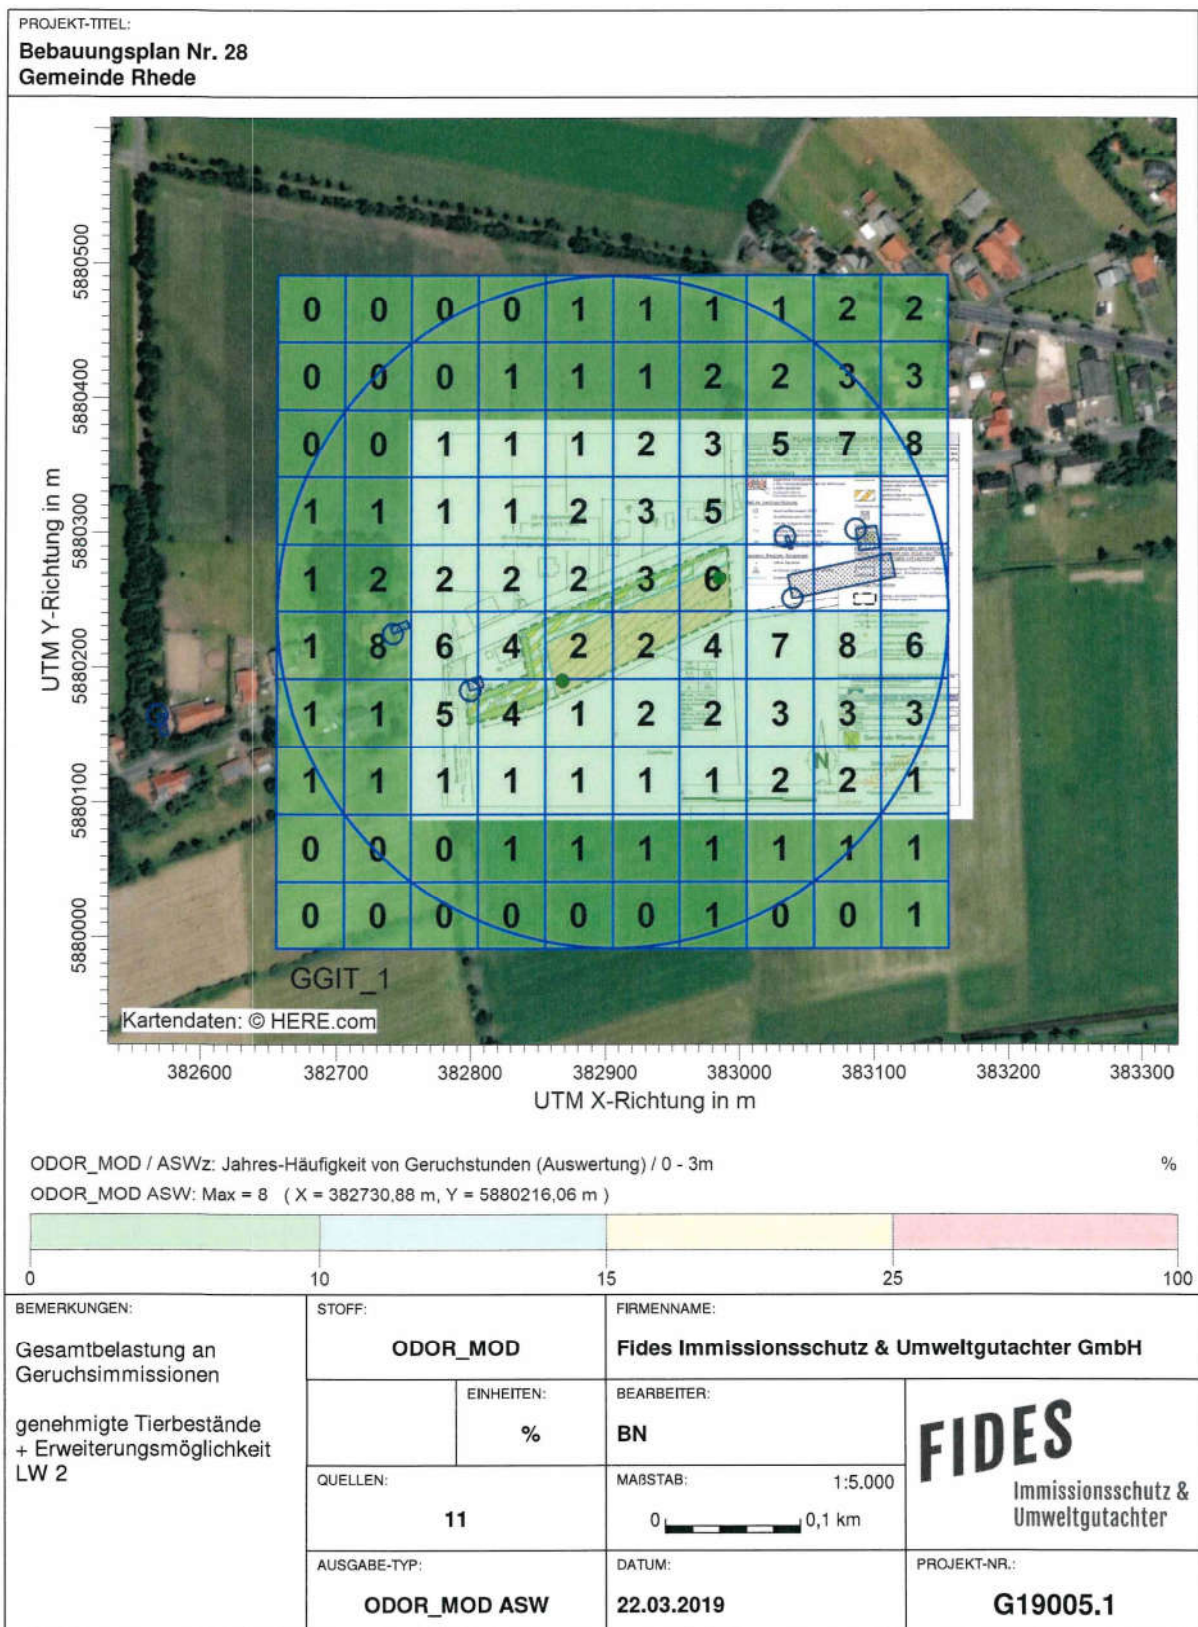 PROJEKT-TITEL:
Bebauungsplan Nr. 28
Gemeinde Rhede
UTM Y-Richtung in m
5880500
5880400
5880300
5880200
5880100
5880000
0 0 0 0 1 1 1 1 2 2
0 0 0 1 1 1 2 2 3 3
0 0 1 1 1 2 3 5 7 8
1 1 1 1 2 3 5
1 2 2 2 2 3 6
1 8 6 4 2 2 4 7 8 6
1 1 5 4 1 2 2 3 3 3
1 1 1 1 1 1 1 2 2 1
N
0 0 0 1 1 1 1 1 1 1
0 0 0 0 0 0 1 0 0 1
GGIT_1
Kartendaten: © HERE.com
382600 382700 382800 382900 383000 383100 383200 383300
UTM X-Richtung in m
ODOR_MOD / ASWz: Jahres-Häufigkeit von Geruchstunden (Auswertung) / 0 - 3m %
ODOR_MOD ASW: Max = 8 ( X = 382730,88 m, Y = 5880216,06 m )
0 10 15 25 100
BEMERKUNGEN:
Gesamtbelastung an
Geruchsimmissionen
genehmigte Tierbestände
+ Erweiterungsmöglichkeit
LW 2
STOFF:
ODOR_MOD
FIRMENNAME:
Fides Immissionsschutz & Umweltgutachter GmbH
EINHEITEN:
%
BEARBEITER:
BN
FIDES
Immissionsschutz &
Umweltgutachter
QUELLEN:
11
MAßSTAB: 1:5.000
0 0,1 km
AUSGABE-TYP:
ODOR_MOD ASW
DATUM:
22.03.2019
PROJEKT-NR.:
G19005.1